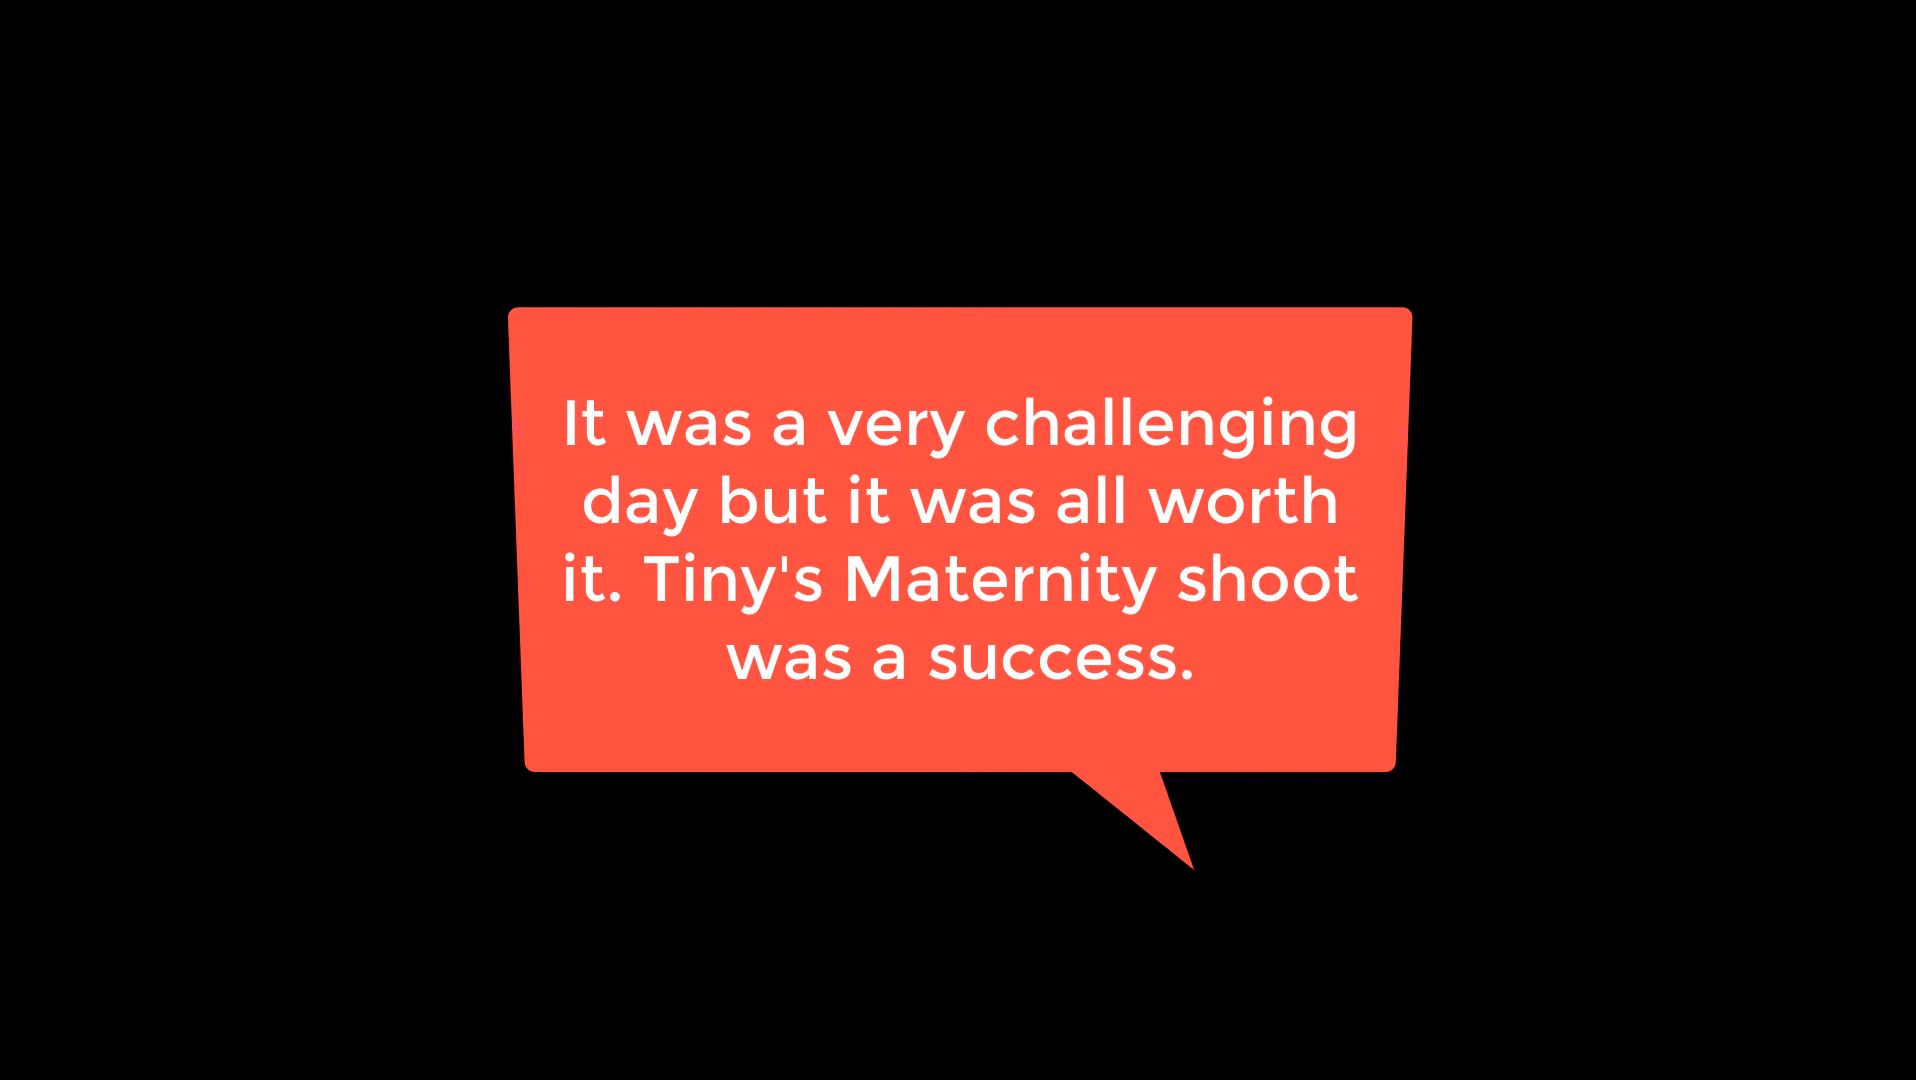 It was a very challenging
day but it was all worth
it. Tiny's Maternity shoot
was a success.